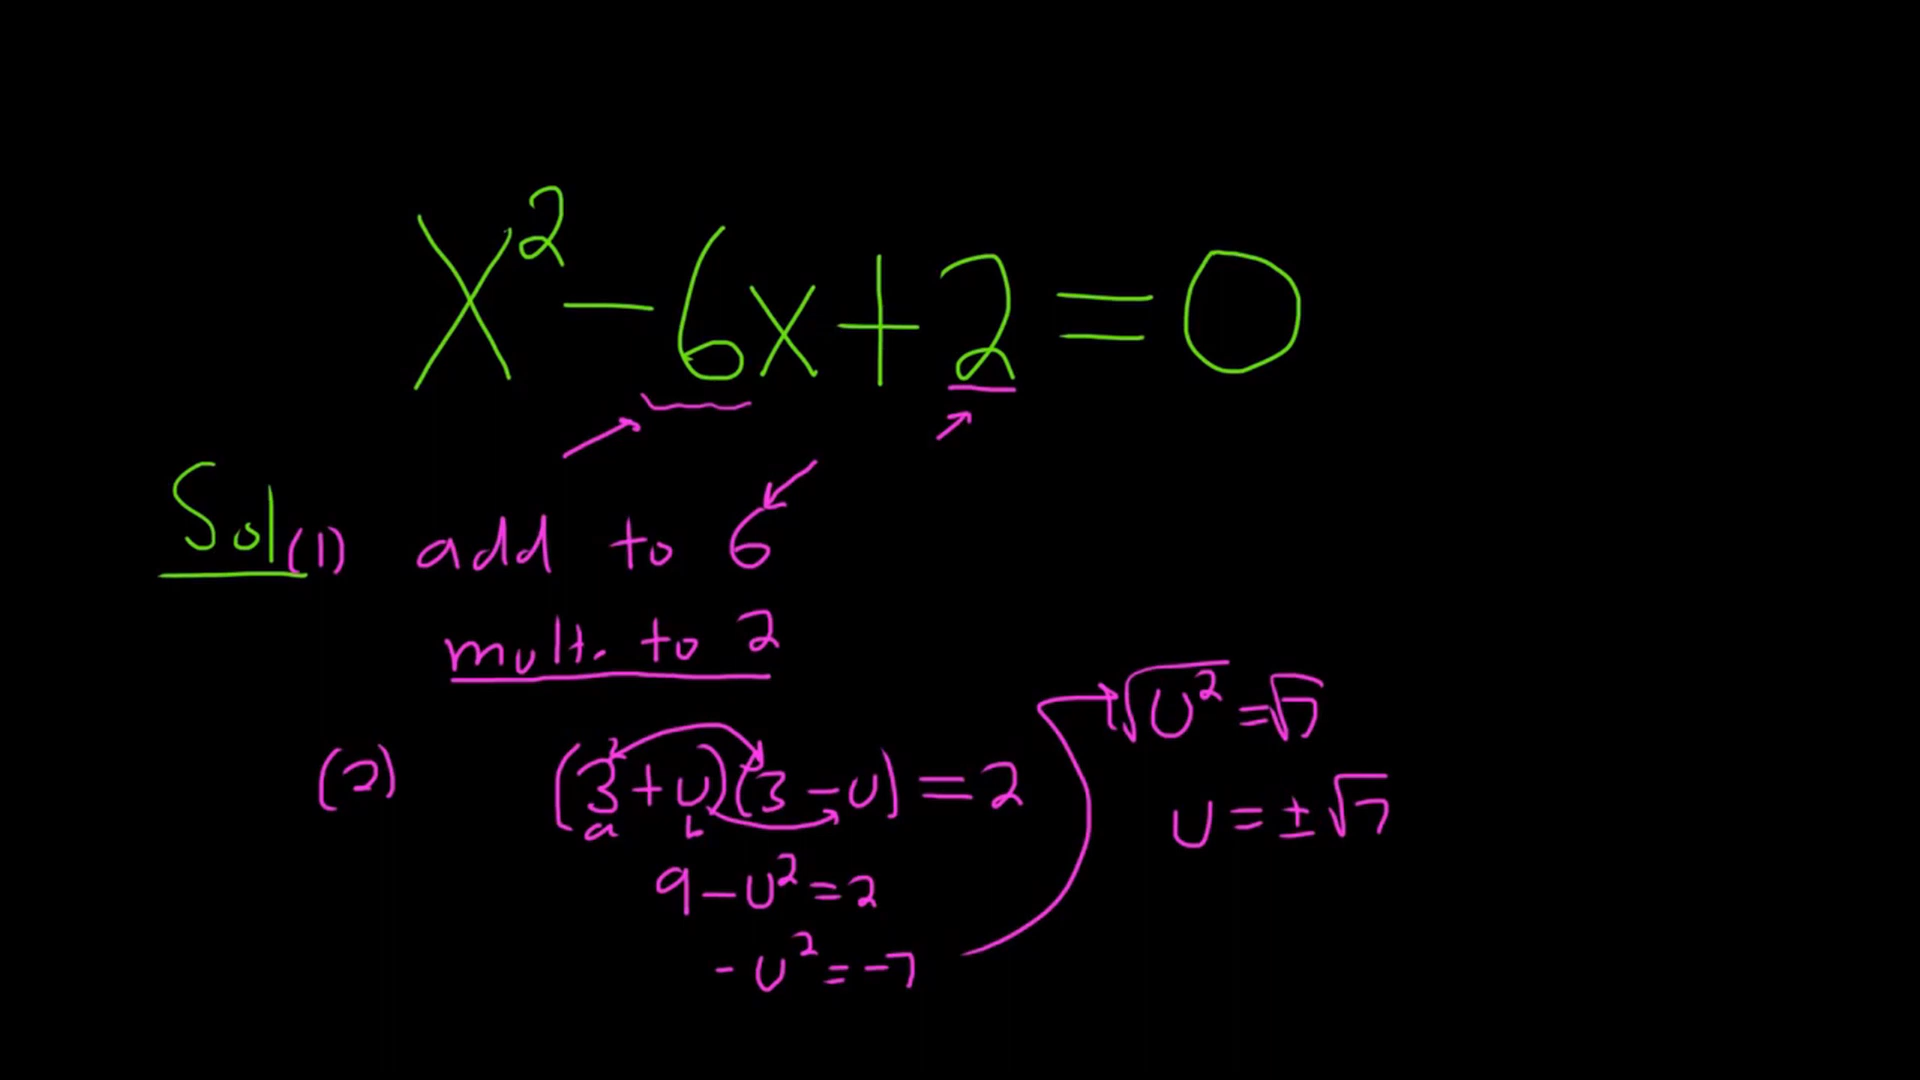 x² - 6x + 2 = 0
Sol (1) add to 6
mult. to 2
(2) (3 + u)(3 - u) = 2
a b
9 - u² = 2
- u² = -7
√u² = √7
u = ±√7